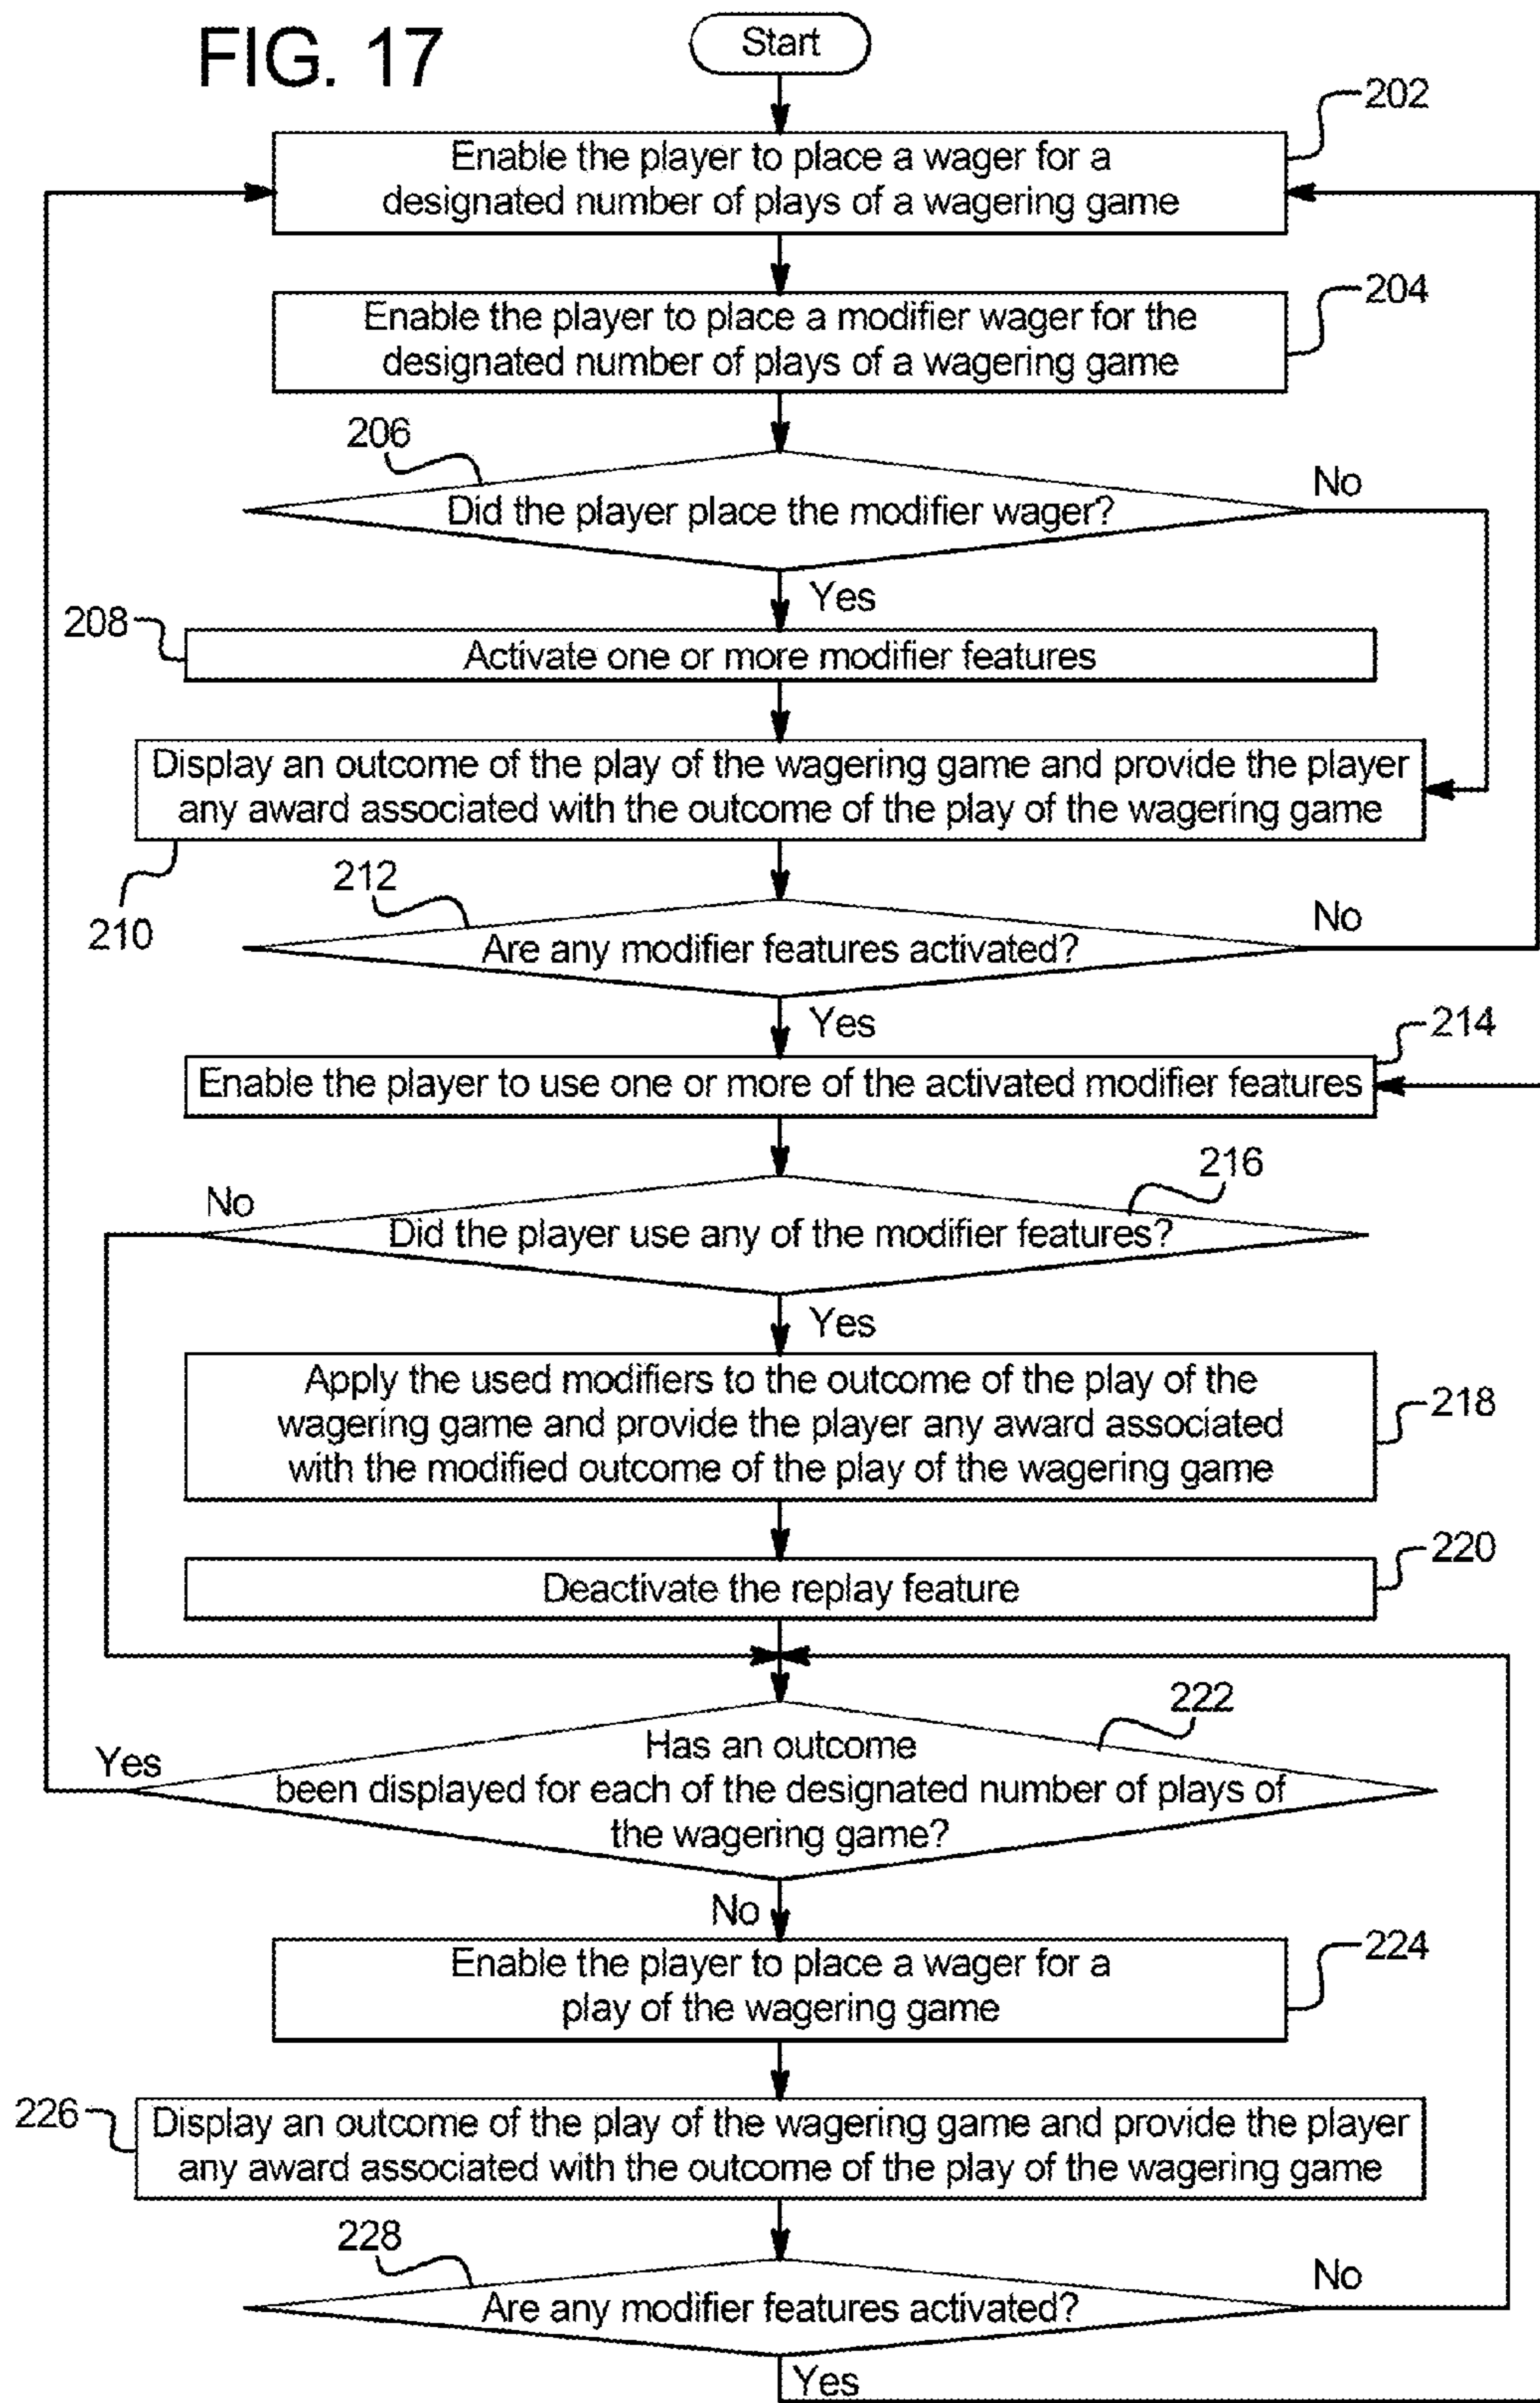 FIG. 17
Start
202
Enable the player to place a wager for a
designated number of plays of a wagering game
204
Enable the player to place a modifier wager for the
designated number of plays of a wagering game
206
Did the player place the modifier wager?
No
Yes
208
Activate one or more modifier features
Display an outcome of the play of the wagering game and provide the player
any award associated with the outcome of the play of the wagering game
210
212
Are any modifier features activated?
No
Yes
214
Enable the player to use one or more of the activated modifier features
216
No
Did the player use any of the modifier features?
Yes
Apply the used modifiers to the outcome of the play of the
wagering game and provide the player any award associated
with the modified outcome of the play of the wagering game
218
220
Deactivate the replay feature
222
Yes
Has an outcome
been displayed for each of the designated number of plays of
the wagering game?
No
224
Enable the player to place a wager for a
play of the wagering game
226
Display an outcome of the play of the wagering game and provide the player
any award associated with the outcome of the play of the wagering game
228
Are any modifier features activated?
No
Yes